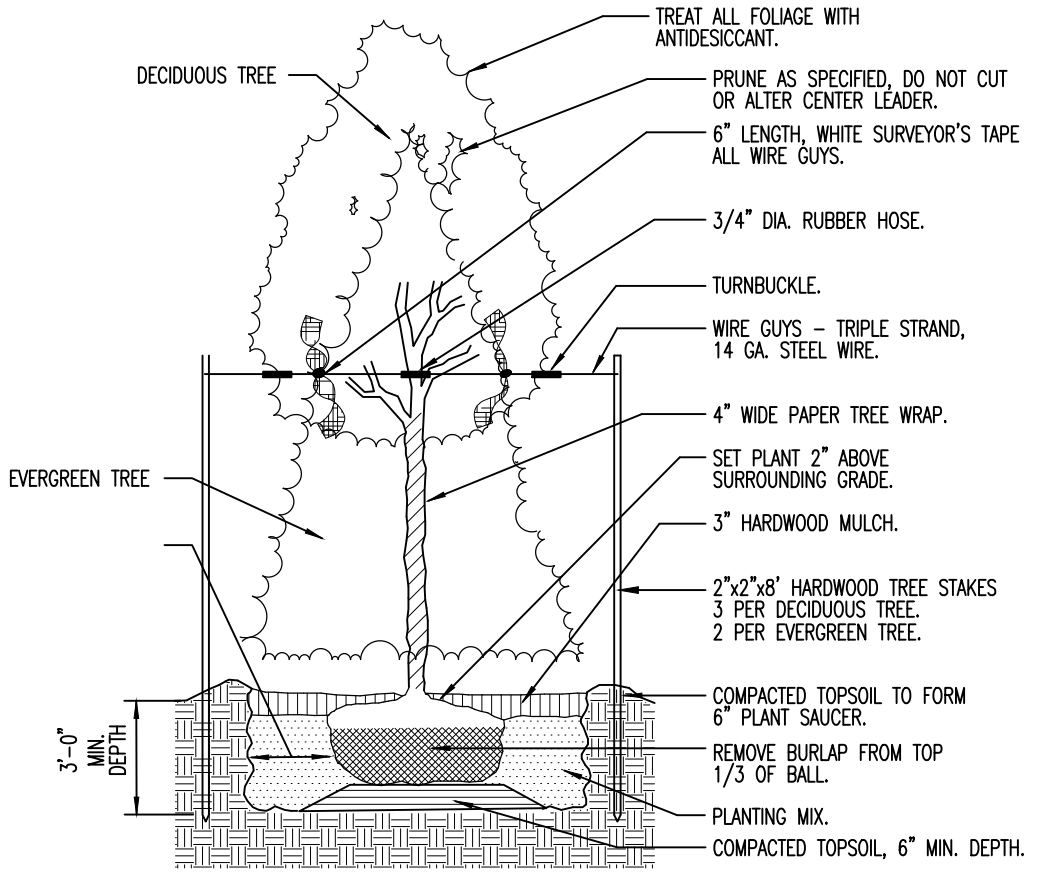 TREAT ALL FOLIAGE WITH
ANTIDESICCANT.
DECIDUOUS TREE
PRUNE AS SPECIFIED, DO NOT CUT
OR ALTER CENTER LEADER.
6" LENGTH, WHITE SURVEYOR'S TAPE
ALL WIRE GUYS.
3/4" DIA. RUBBER HOSE.
TURNBUCKLE.
WIRE GUYS – TRIPLE STRAND,
14 GA. STEEL WIRE.
4" WIDE PAPER TREE WRAP.
SET PLANT 2" ABOVE
SURROUNDING GRADE.
EVERGREEN TREE
3" HARDWOOD MULCH.
2"x2"x8' HARDWOOD TREE STAKES
3 PER DECIDUOUS TREE.
2 PER EVERGREEN TREE.
COMPACTED TOPSOIL TO FORM
6" PLANT SAUCER.
3'-0"
MIN.
DEPTH
REMOVE BURLAP FROM TOP
1/3 OF BALL.
PLANTING MIX.
COMPACTED TOPSOIL, 6" MIN. DEPTH.